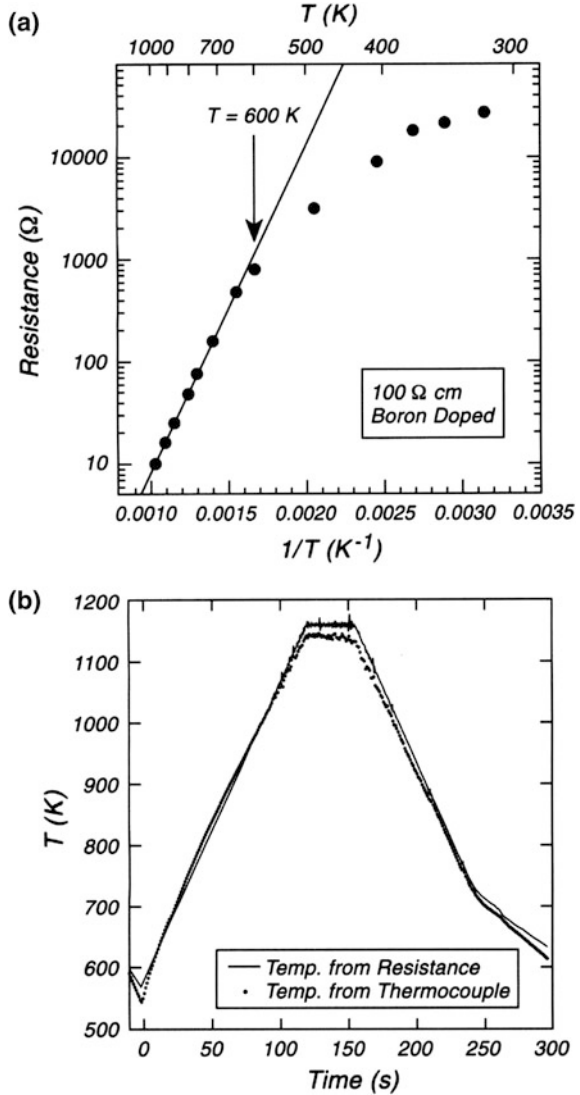 (a)
T (K)
1000 800 700 600 500 400 300
T = 600 K
Resistance (Ω)
10000
1000
100
10
100 Ω cm
Boron Doped
0.0010 0.0015 0.0020 0.0025 0.0030 0.0035
1/T (K⁻¹)
(b)
1200
1100
1000
900
800
700
600
500
T (K)
Temp. from Resistance
Temp. from Thermocouple
0 50 100 150 200 250 300
Time (s)